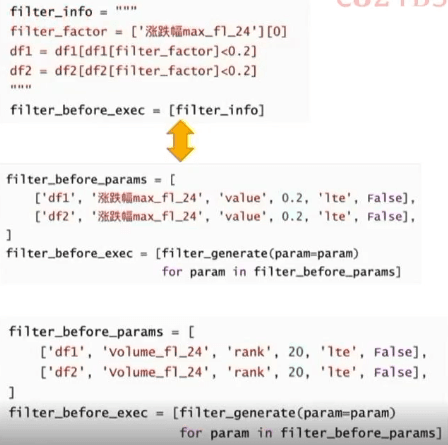 filter_info = """
filter_factor = ['涨跌幅max_fl_24'][0]
df1 = df1[df1[filter_factor]<0.2]
df2 = df2[df2[filter_factor]<0.2]
"""
filter_before_exec = [filter_info]
filter_before_params = [
['df1', '涨跌幅max_fl_24', 'value', 0.2, 'lte', False],
['df2', '涨跌幅max_fl_24', 'value', 0.2, 'lte', False],
]
filter_before_exec = [filter_generate(param=param)
for param in filter_before_params]
filter_before_params = [
['df1', 'Volume_fl_24', 'rank', 20, 'lte', False],
['df2', 'Volume_fl_24', 'rank', 20, 'lte', False],
]
filter_before_exec = [filter_generate(param=param)
for param in filter_before_params]